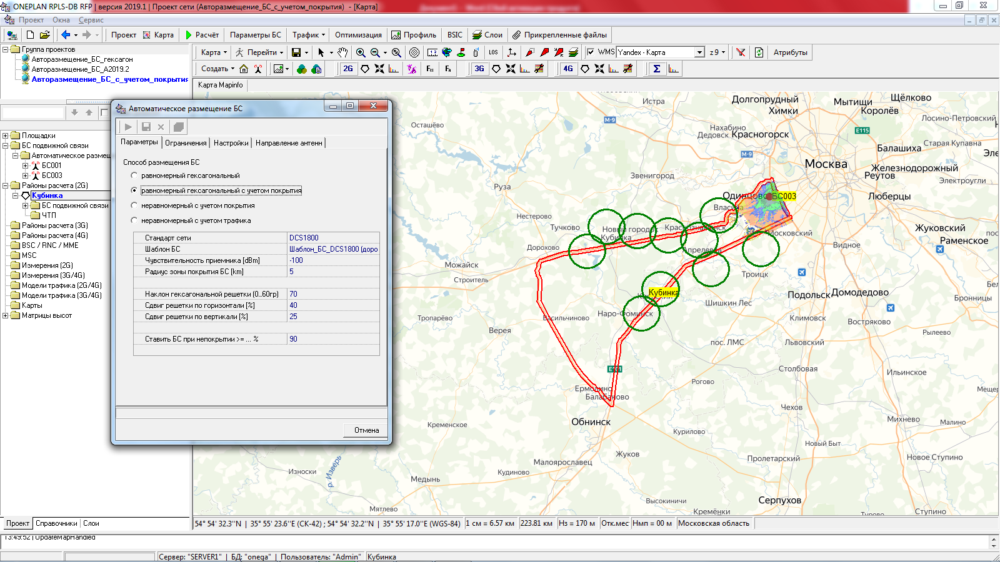 ONEPLAN RPLS-DB RFP | версия 2019.1 | Проект сети (Авторазмещение_БС_с_учетом_покрытия) - [Карта]
Проект Окна Сервис
Проект Карта Расчёт Параметры БС Трафик Оптимизация Профиль BSIC Слои Прикрепленные файлы
Группа проектов
Авторазмещение_БС_гексагон
Авторазмещение_БС_А2019.2
Авторазмещение_БС_с_учетом_покрытия
Карта Перейти LOS WMS Yandex - Карта z 9 Атрибуты
Создать 2G 3G 4G Σ
Карта Mapinfo
Площадки
БС подвижной связи
Автоматическое размещ
БС001
БС003
Районы расчета (2G)
Кубинка
БС подвижной связи
ЧТП
Районы расчета (3G)
Районы расчета (4G)
BSC / RNC / MME
MSC
Измерения (2G)
Измерения (3G/4G)
Модели трафика (2G/4G)
Модели трафика (3G/4G)
Карты
Матрицы высот
Проект Справочники Слои
Автоматическое размещение БС
Параметры Ограничения Настройки Направление антенн
Способ размещения БС
равномерный гексагональный
равномерный гексагональный с учетом покрытия
неравномерный с учетом покрытия
неравномерный с учетом трафика
Стандарт сети DCS1800
Шаблон БС Шаблон_БС_DCS1800 (доро
Чувствительность приемника [dBm] -100
Радиус зоны покрытия БС [km] 5
Наклон гексагональной решетки (0...60гр) 70
Сдвиг решетки по горизонтали [%] 40
Сдвиг решетки по вертикали [%] 25
Ставить БС при непокрытии >= ... % 90
Отмена
Истра
Долгопрудный
Химки
Мытищи
Королёв
Щёлково
Реутов
Лосино-Петровский
Осташёво
М-9
Нахабино
Дедовск
Красногорск
E115
Балашиха
Старая Купавна
М-9
Москва
Железнодорожный
Звенигород
Электроугли
Руза
Одинцово
БС003
Люберцы
Нестерово
Тучково
Новый городок
Кубинка
Московский
Жуковский
Раменское
Дорохово
Апрелевка
Видное
Можайск
Строитель
Троицк
Кубинка
Подольск
Домодедово
Шишкин Лес
Бронницы
Наро-Фоминск
Тропарёво
Верея
Васильчиново
Климовск
Востряково
Рылеево
пос. ЛМС
Львовский
Столбовая
Ильинское
Рогово
Ермолино
Балабаново
Мещер
Чехов
Михнево
Малино
Обнинск
Кременское
Курилово
Новый Быт
Жуков
Пролетарский
Новое Ступино
Малоярославец
Износки
р. Изверь
Кудиново
Медынь
Серпухов
Высокиничи
Мятлево
Кремёнки
Турово
Ступино
54° 54' 32.3''N | 35° 55' 23.6''E (СК-42) ; 54° 54' 32.2''N | 35° 55' 17.0''E (WGS-84) 1 см = 6.57 км 223.81 км Нз = 170 м Отк.мес Нмп = 00 м Московская область
13:49:52 | UpdateMapHandled
Сервер: "SERVER1" | БД: "onega" | Пользователь: "Admin" Кубинка